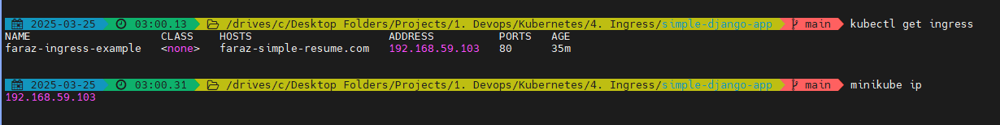 2025-03-25 03:00.13 /drives/c/Desktop Folders/Projects/1. Devops/Kubernetes/4. Ingress/simple-django-app main kubectl get ingress
NAME CLASS HOSTS ADDRESS PORTS AGE
faraz-ingress-example <none> faraz-simple-resume.com 192.168.59.103 80 35m
2025-03-25 03:00.31 /drives/c/Desktop Folders/Projects/1. Devops/Kubernetes/4. Ingress/simple-django-app main minikube ip
192.168.59.103